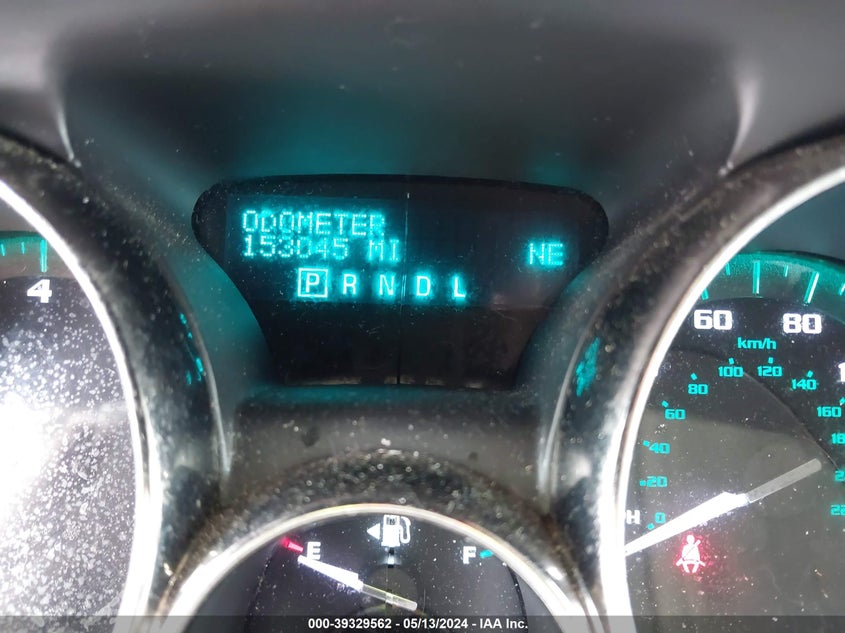 ODOMETER
153045 MI NE
P R N D L
4
60 80
km/h
100 120
80 140
60 160
40
20
0
H
E F
000-39329562 - 05/13/2024 - IAA Inc.